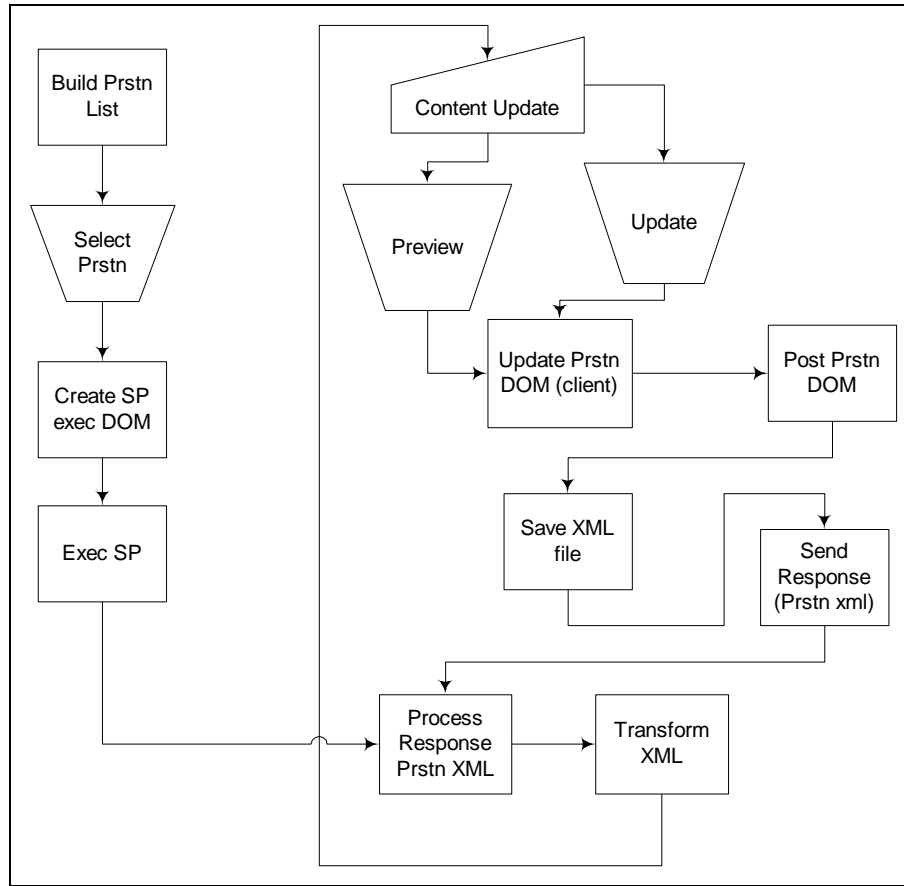 Build Prstn
List
Select
Prstn
Create SP
exec DOM
Exec SP
Content Update
Preview
Update
Update Prstn
DOM (client)
Post Prstn
DOM
Save XML
file
Send
Response
(Prstn xml)
Process
Response
Prstn XML
Transform
XML